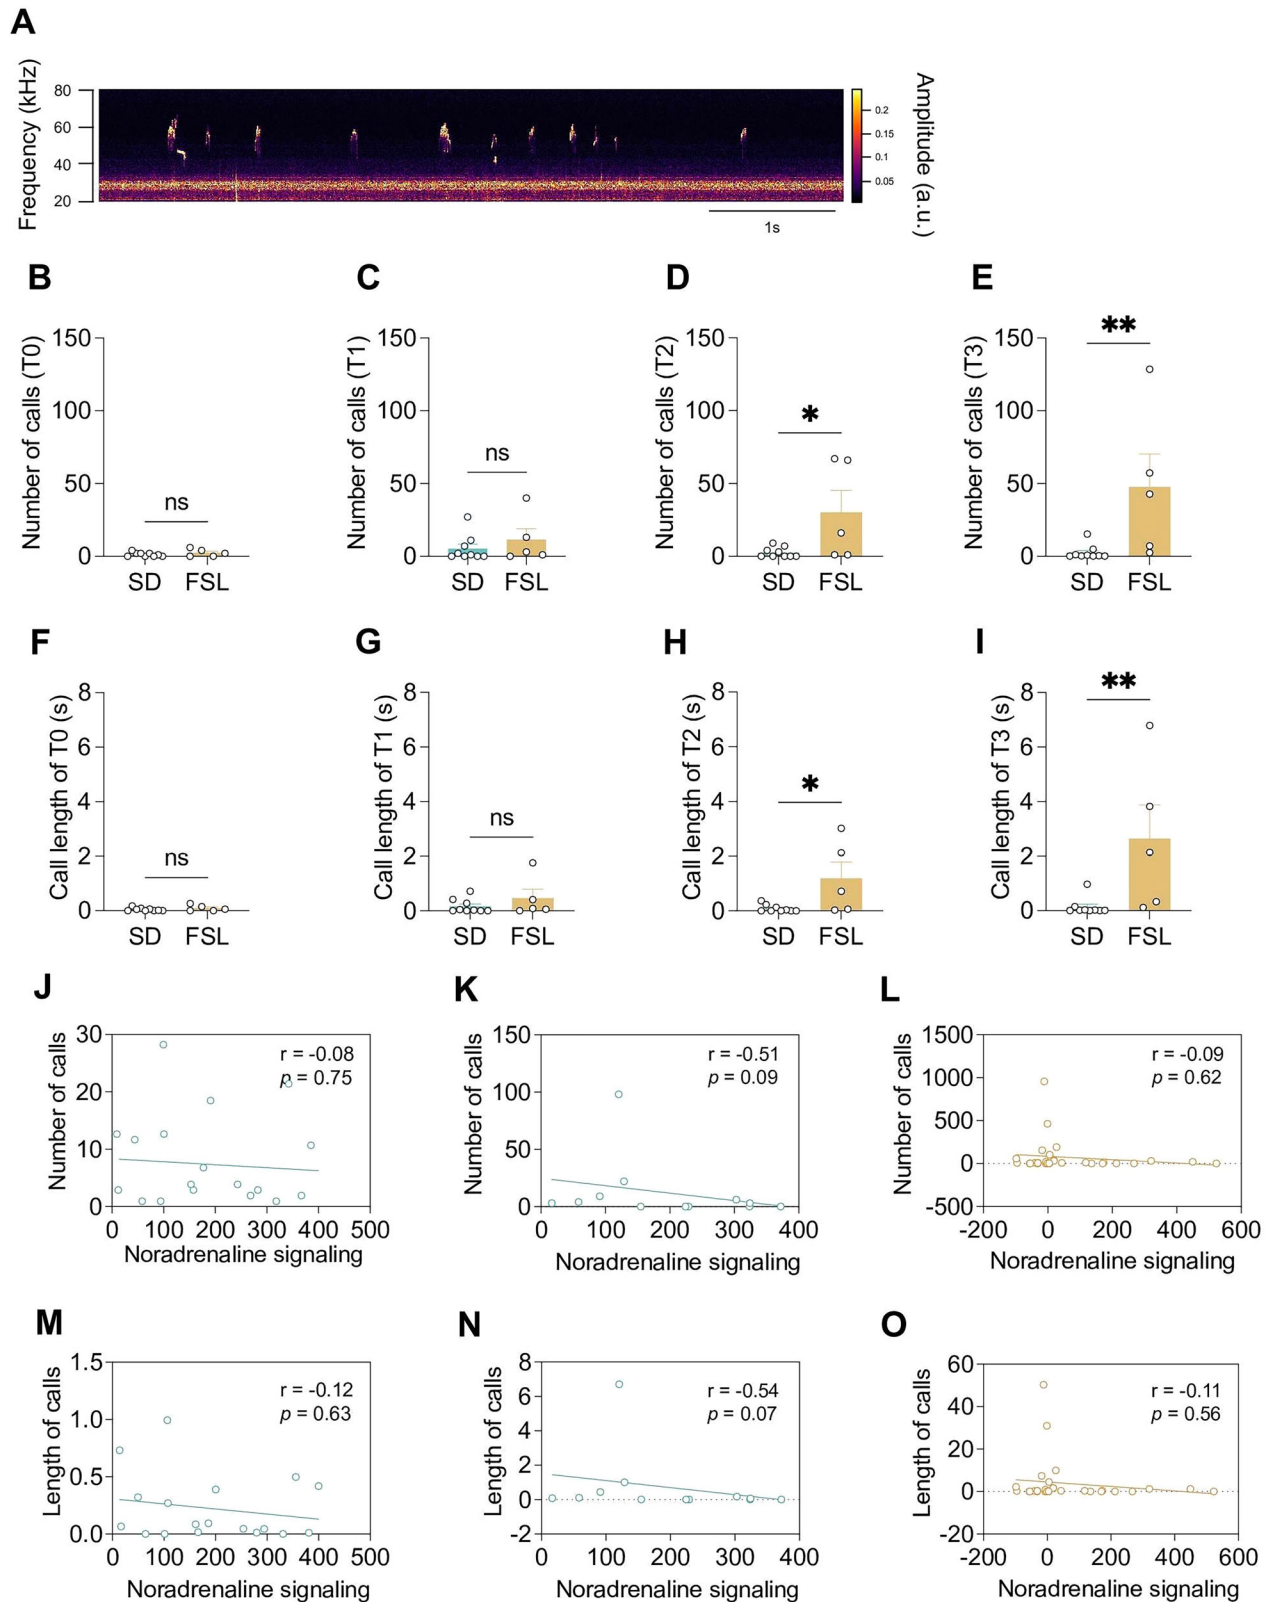 A
Frequency (kHz)
80
60
40
20
0.2
0.15
0.1
0.05
Amplitude (a.u.)
1s
B
Number of calls (T0)
150
100
50
0
ns
SD FSL
C
Number of calls (T1)
150
100
50
0
ns
SD FSL
D
Number of calls (T2)
150
100
50
0
*
SD FSL
E
Number of calls (T3)
150
100
50
0
**
SD FSL
F
Call length of T0 (s)
8
6
4
2
0
ns
SD FSL
G
Call length of T1 (s)
8
6
4
2
0
ns
SD FSL
H
Call length of T2 (s)
8
6
4
2
0
*
SD FSL
I
Call length of T3 (s)
8
6
4
2
0
**
SD FSL
J
Number of calls
30
20
10
0
r = -0.08
p = 0.75
0 100 200 300 400 500
Noradrenaline signaling
K
Number of calls
150
100
50
0
r = -0.51
p = 0.09
0 100 200 300 400
Noradrenaline signaling
L
Number of calls
1500
1000
500
0
-500
r = -0.09
p = 0.62
-200 0 200 400 600
Noradrenaline signaling
M
Length of calls
1.5
1.0
0.5
0.0
r = -0.12
p = 0.63
0 100 200 300 400 500
Noradrenaline signaling
N
Length of calls
8
6
4
2
0
-2
r = -0.54
p = 0.07
0 100 200 300 400
Noradrenaline signaling
O
Length of calls
60
40
20
0
-20
r = -0.11
p = 0.56
-200 0 200 400 600
Noradrenaline signaling